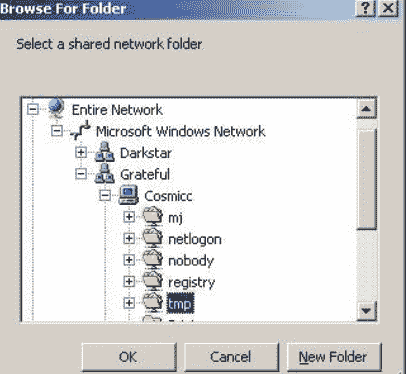 Browse For Folder
Select a shared network folder
Entire Network
Microsoft Windows Network
Darkstar
Grateful
Cosmicc
mj
netlogon
nobody
registry
tmp
OK Cancel New Folder